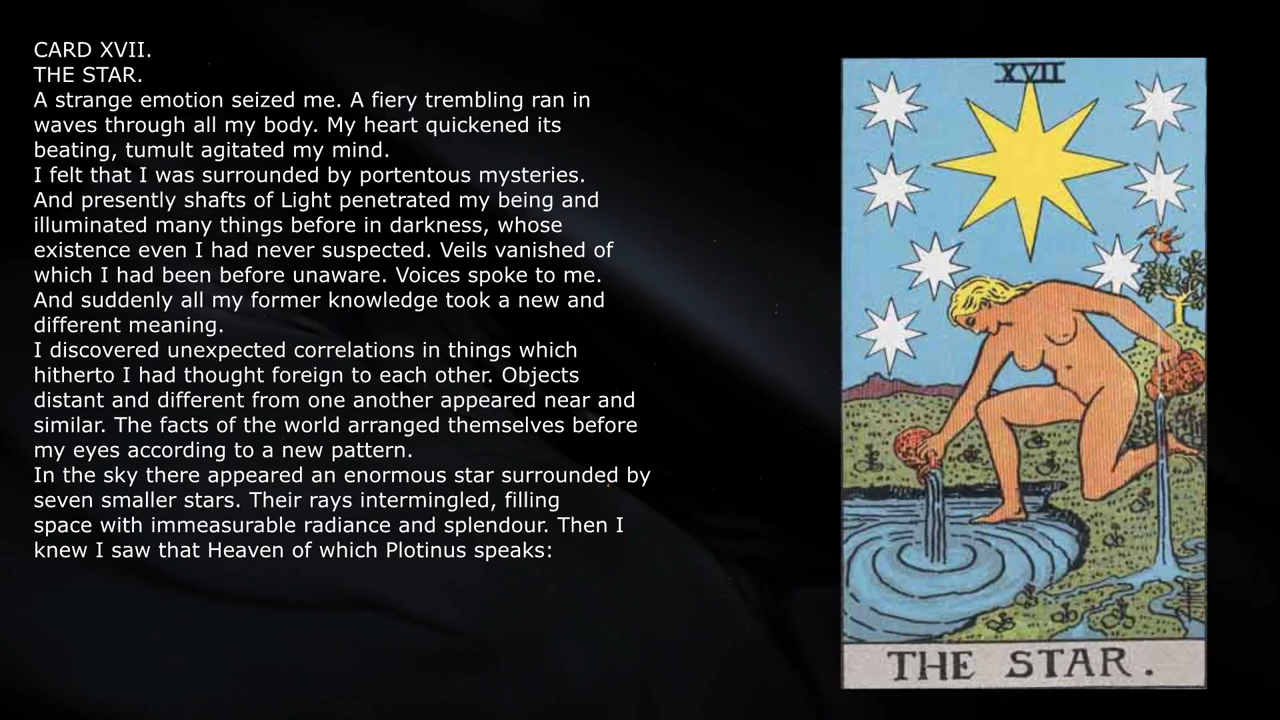 CARD XVII.
THE STAR.
A strange emotion seized me. A fiery trembling ran in
waves through all my body. My heart quickened its
beating, tumult agitated my mind.
I felt that I was surrounded by portentous mysteries.
And presently shafts of Light penetrated my being and
illuminated many things before in darkness, whose
existence even I had never suspected. Veils vanished of
which I had been before unaware. Voices spoke to me.
And suddenly all my former knowledge took a new and
different meaning.
I discovered unexpected correlations in things which
hitherto I had thought foreign to each other. Objects
distant and different from one another appeared near and
similar. The facts of the world arranged themselves before
my eyes according to a new pattern.
In the sky there appeared an enormous star surrounded by
seven smaller stars. Their rays intermingled, filling
space with immeasurable radiance and splendour. Then I
knew I saw that Heaven of which Plotinus speaks:
XVII
THE STAR.